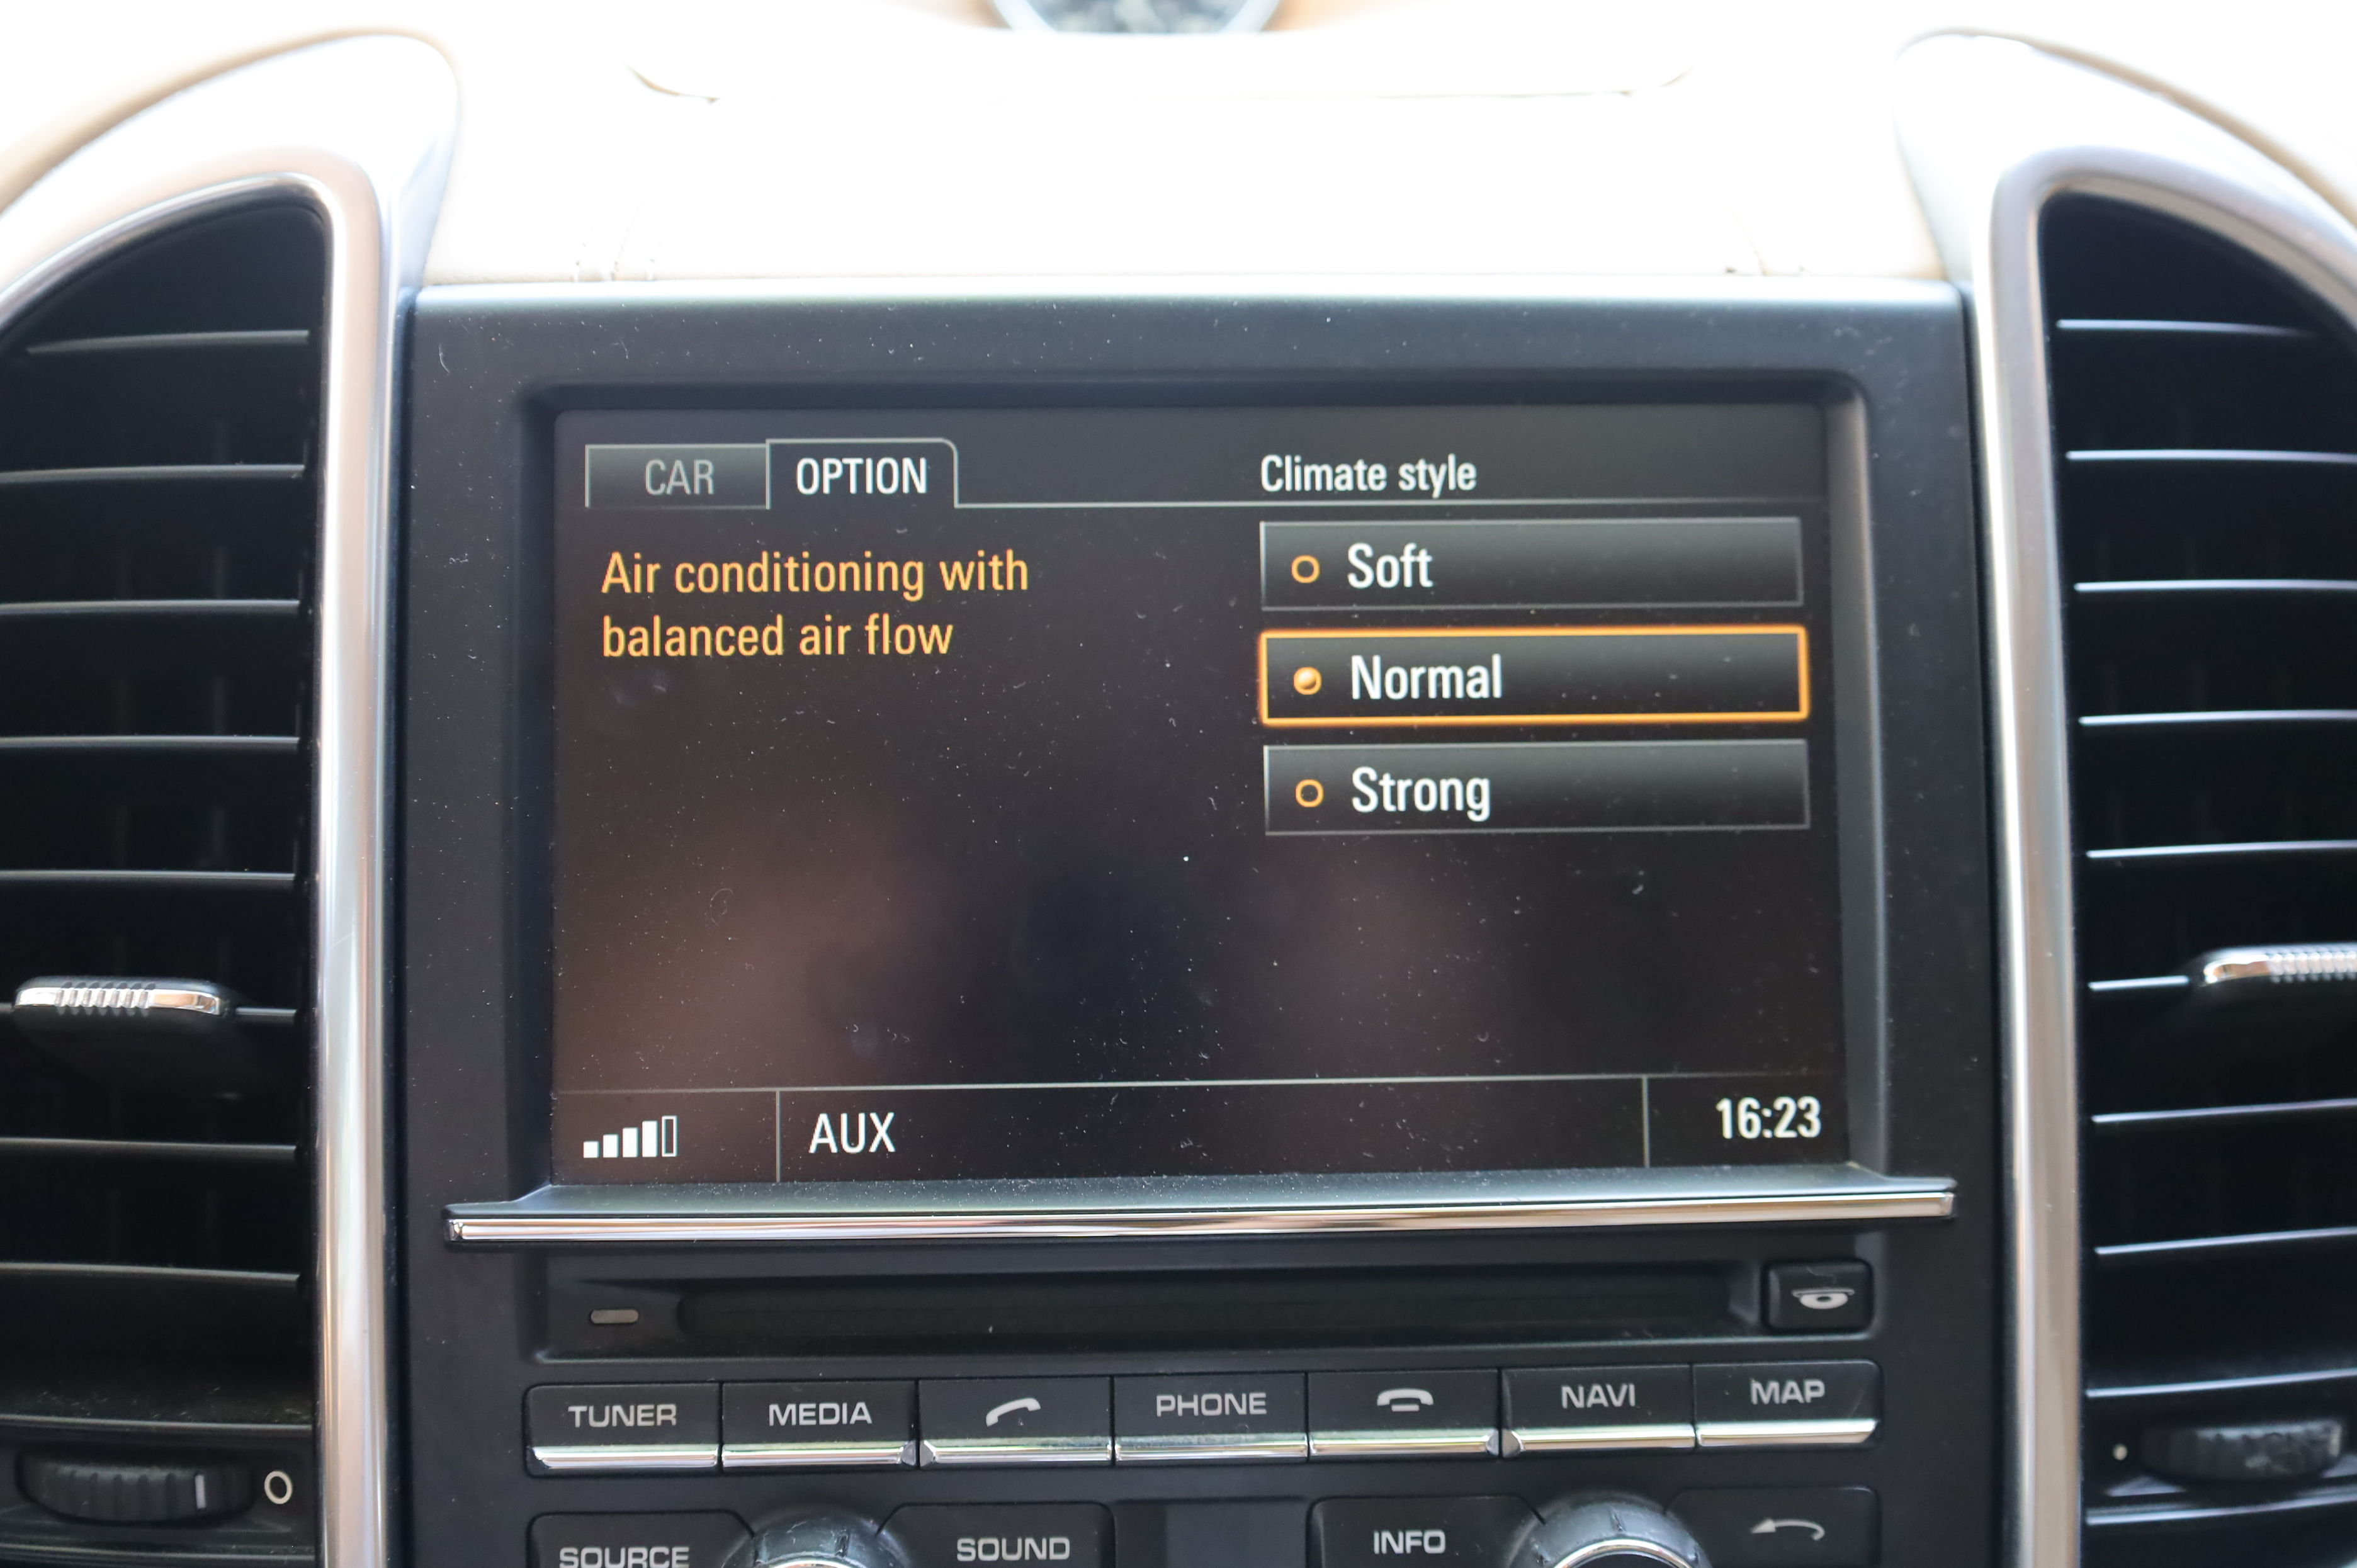 CAR OPTION Climate style
Air conditioning with
balanced air flow
Soft
Normal
Strong
AUX 16:23
TUNER MEDIA PHONE NAVI MAP
SOURCE SOUND INFO